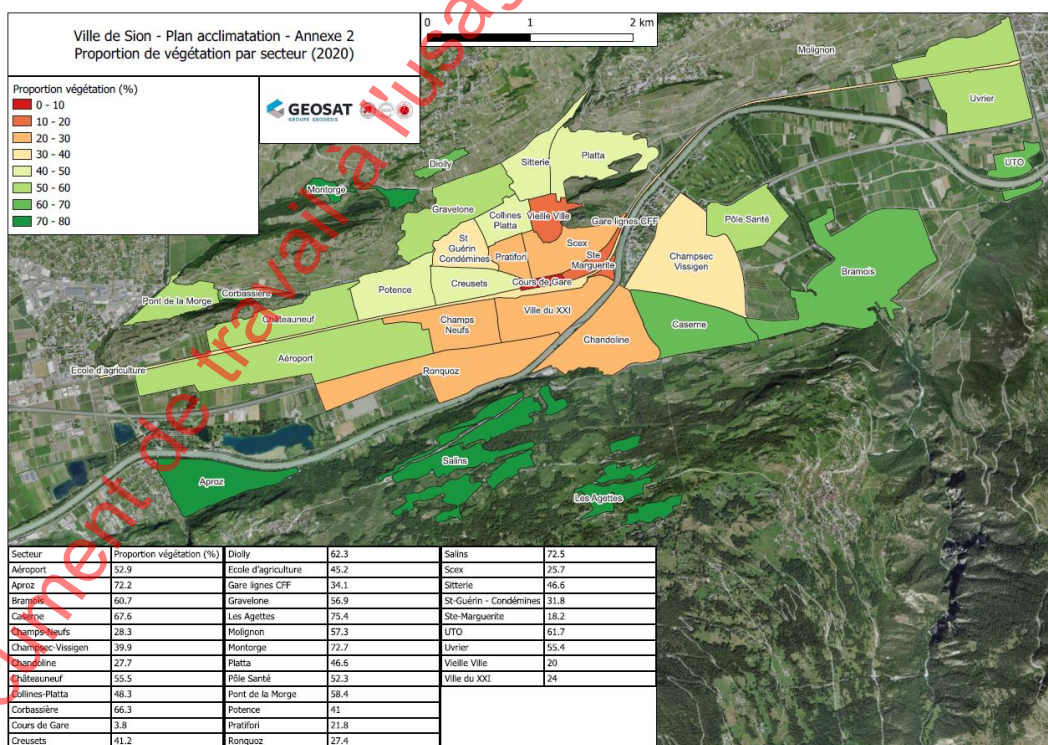 Ville de Sion - Plan acclimatation - Annexe 2
Proportion de végétation par secteur (2020)
0 1 2 km
Proportion végétation (%)
0 - 10
10 - 20
20 - 30
30 - 40
40 - 50
50 - 60
60 - 70
70 - 80
GEOSAT
GROUPE GEODESIS
Molignon
Uvrier
UTO
Diolly
Montorge
Sitterie
Platta
Gravelone
Collines
Platta
Vieille Ville
Gare lignes CFF
Pôle Santé
St
Guérin
Condémines
Pratifori
Scex
Ste
Marguerite
Champsec
Vissigen
Bramois
Cours de Gare
Creusets
Potence
Corbassière
Pont de la Morge
Châteauneuf
Champs
Neufs
Ville du XXI
Caserne
Chandoline
Aéroport
Ecole d'agriculture
Ronquoz
Salins
Aproz
Les Agettes
document de travail à l'usag
Secteur Proportion végétation (%) Diolly 62.3 Salins 72.5
Aéroport 52.9 Ecole d'agriculture 45.2 Scex 25.7
Aproz 72.2 Gare lignes CFF 34.1 Sitterie 46.6
Bramois 60.7 Gravelone 56.9 St-Guérin - Condémines 31.8
Caserne 67.6 Les Agettes 75.4 Ste-Marguerite 18.2
Champs-Neufs 28.3 Molignon 57.3 UTO 61.7
Champsec-Vissigen 39.9 Montorge 72.7 Uvrier 55.4
Chandoline 27.7 Platta 46.6 Vieille Ville 20
Châteauneuf 55.5 Pôle Santé 52.3 Ville du XXI 24
Collines-Platta 48.3 Pont de la Morge 58.4
Corbassière 66.3 Potence 41
Cours de Gare 3.8 Pratifori 21.8
Creusets 41.2 Ronquoz 27.4